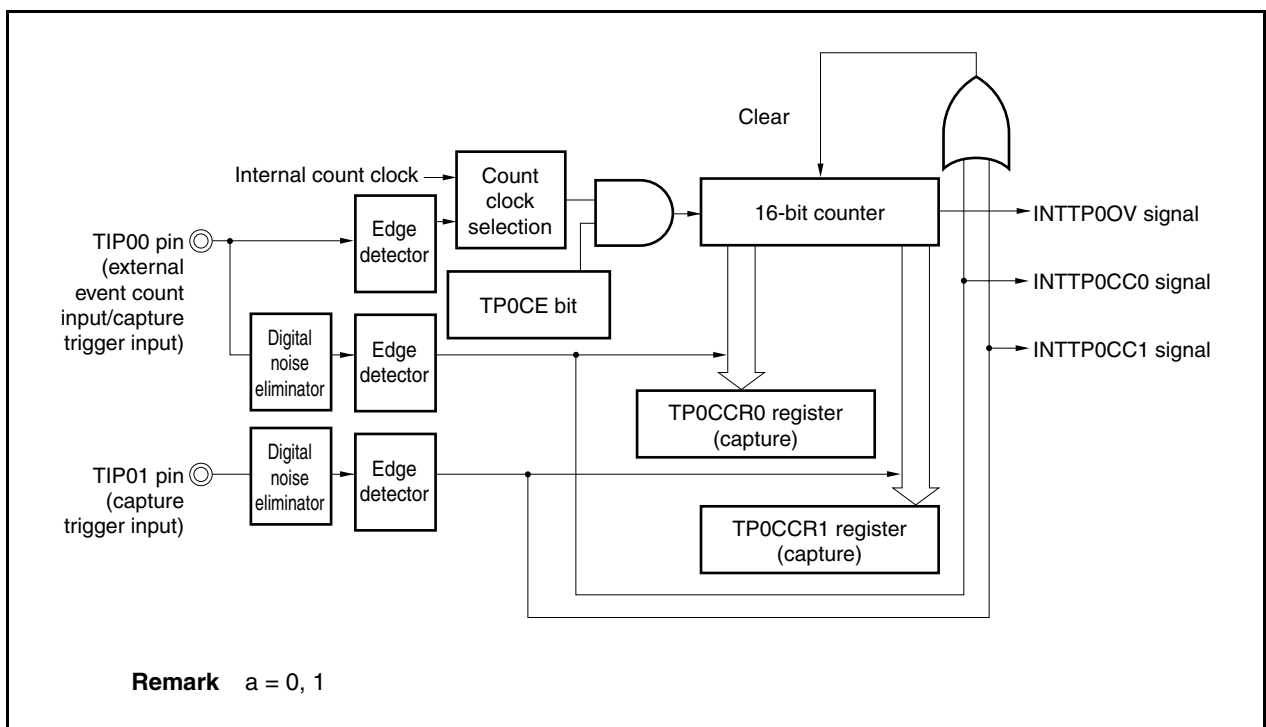 Clear
Internal count clock
Count
clock
selection
16-bit counter
INTTP0OV signal
TIP00 pin
(external
event count
input/capture
trigger input)
Edge
detector
TP0CE bit
INTTP0CC0 signal
Digital
noise
eliminator
Edge
detector
INTTP0CC1 signal
TP0CCR0 register
(capture)
TIP01 pin
(capture
trigger input)
Digital
noise
eliminator
Edge
detector
TP0CCR1 register
(capture)
Remark a = 0, 1